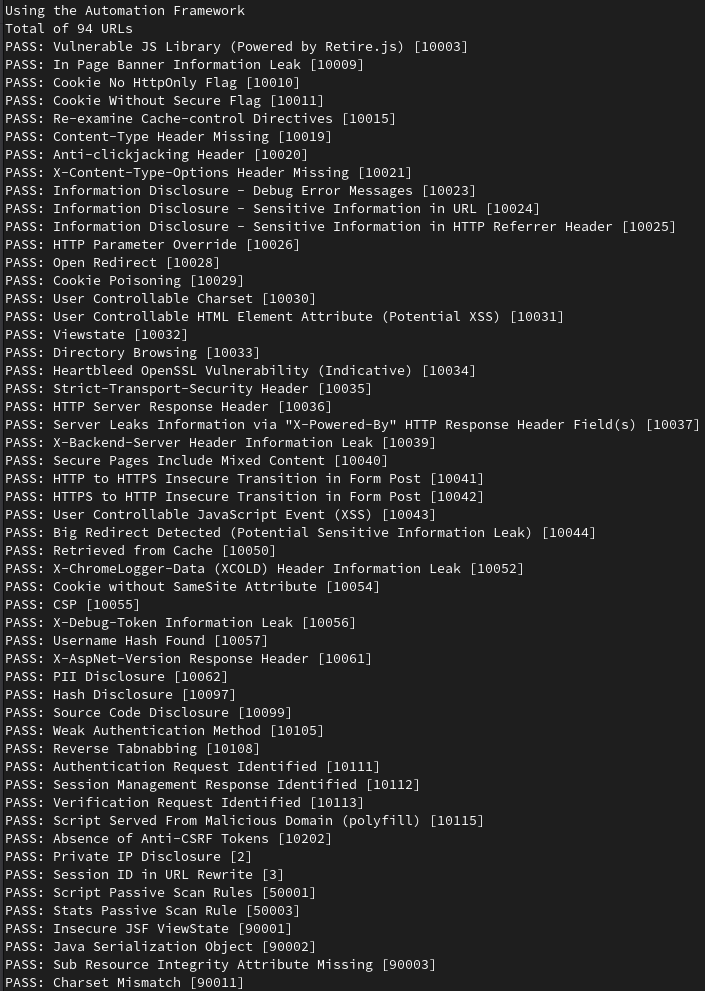 Using the Automation Framework
Total of 94 URLs
PASS: Vulnerable JS Library (Powered by Retire.js) [10003]
PASS: In Page Banner Information Leak [10009]
PASS: Cookie No HttpOnly Flag [10010]
PASS: Cookie Without Secure Flag [10011]
PASS: Re-examine Cache-control Directives [10015]
PASS: Content-Type Header Missing [10019]
PASS: Anti-clickjacking Header [10020]
PASS: X-Content-Type-Options Header Missing [10021]
PASS: Information Disclosure - Debug Error Messages [10023]
PASS: Information Disclosure - Sensitive Information in URL [10024]
PASS: Information Disclosure - Sensitive Information in HTTP Referrer Header [10025]
PASS: HTTP Parameter Override [10026]
PASS: Open Redirect [10028]
PASS: Cookie Poisoning [10029]
PASS: User Controllable Charset [10030]
PASS: User Controllable HTML Element Attribute (Potential XSS) [10031]
PASS: Viewstate [10032]
PASS: Directory Browsing [10033]
PASS: Heartbleed OpenSSL Vulnerability (Indicative) [10034]
PASS: Strict-Transport-Security Header [10035]
PASS: HTTP Server Response Header [10036]
PASS: Server Leaks Information via "X-Powered-By" HTTP Response Header Field(s) [10037]
PASS: X-Backend-Server Header Information Leak [10039]
PASS: Secure Pages Include Mixed Content [10040]
PASS: HTTP to HTTPS Insecure Transition in Form Post [10041]
PASS: HTTPS to HTTP Insecure Transition in Form Post [10042]
PASS: User Controllable JavaScript Event (XSS) [10043]
PASS: Big Redirect Detected (Potential Sensitive Information Leak) [10044]
PASS: Retrieved from Cache [10050]
PASS: X-ChromeLogger-Data (XCOLD) Header Information Leak [10052]
PASS: Cookie without SameSite Attribute [10054]
PASS: CSP [10055]
PASS: X-Debug-Token Information Leak [10056]
PASS: Username Hash Found [10057]
PASS: X-AspNet-Version Response Header [10061]
PASS: PII Disclosure [10062]
PASS: Hash Disclosure [10097]
PASS: Source Code Disclosure [10099]
PASS: Weak Authentication Method [10105]
PASS: Reverse Tabnabbing [10108]
PASS: Authentication Request Identified [10111]
PASS: Session Management Response Identified [10112]
PASS: Verification Request Identified [10113]
PASS: Script Served From Malicious Domain (polyfill) [10115]
PASS: Absence of Anti-CSRF Tokens [10202]
PASS: Private IP Disclosure [2]
PASS: Session ID in URL Rewrite [3]
PASS: Script Passive Scan Rules [50001]
PASS: Stats Passive Scan Rule [50003]
PASS: Insecure JSF ViewState [90001]
PASS: Java Serialization Object [90002]
PASS: Sub Resource Integrity Attribute Missing [90003]
PASS: Charset Mismatch [90011]